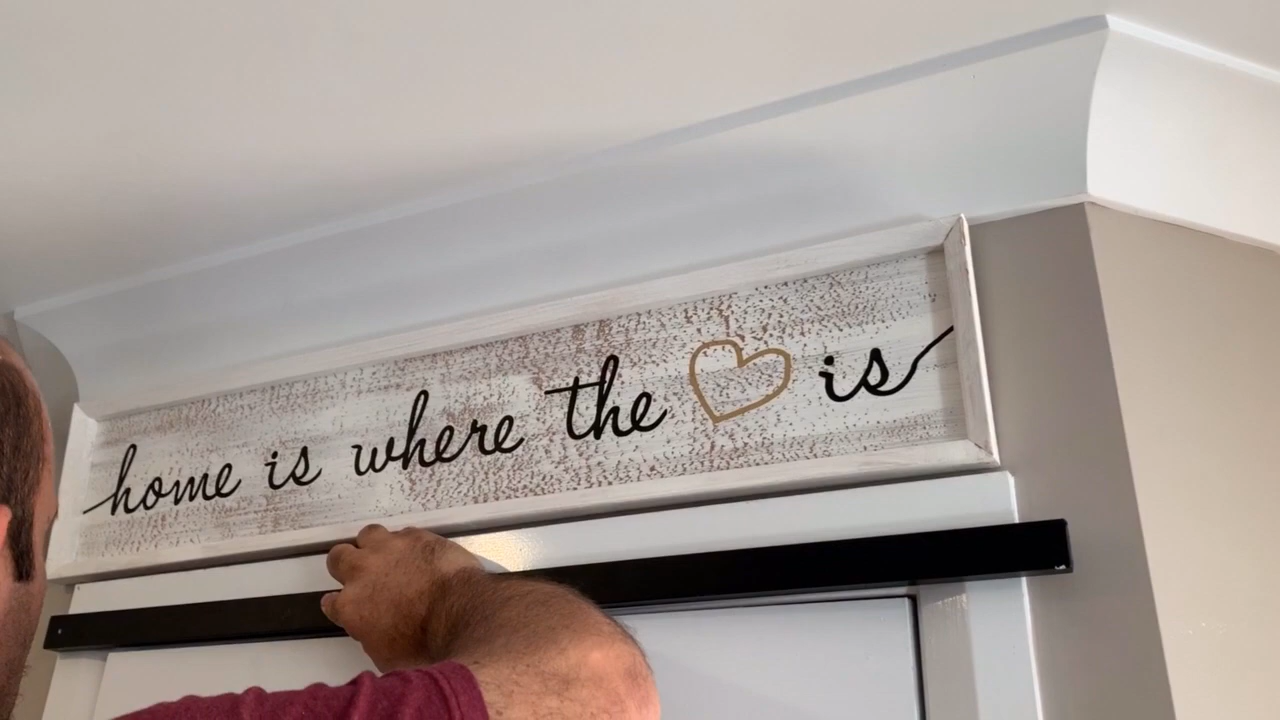 home is where the ♡ is